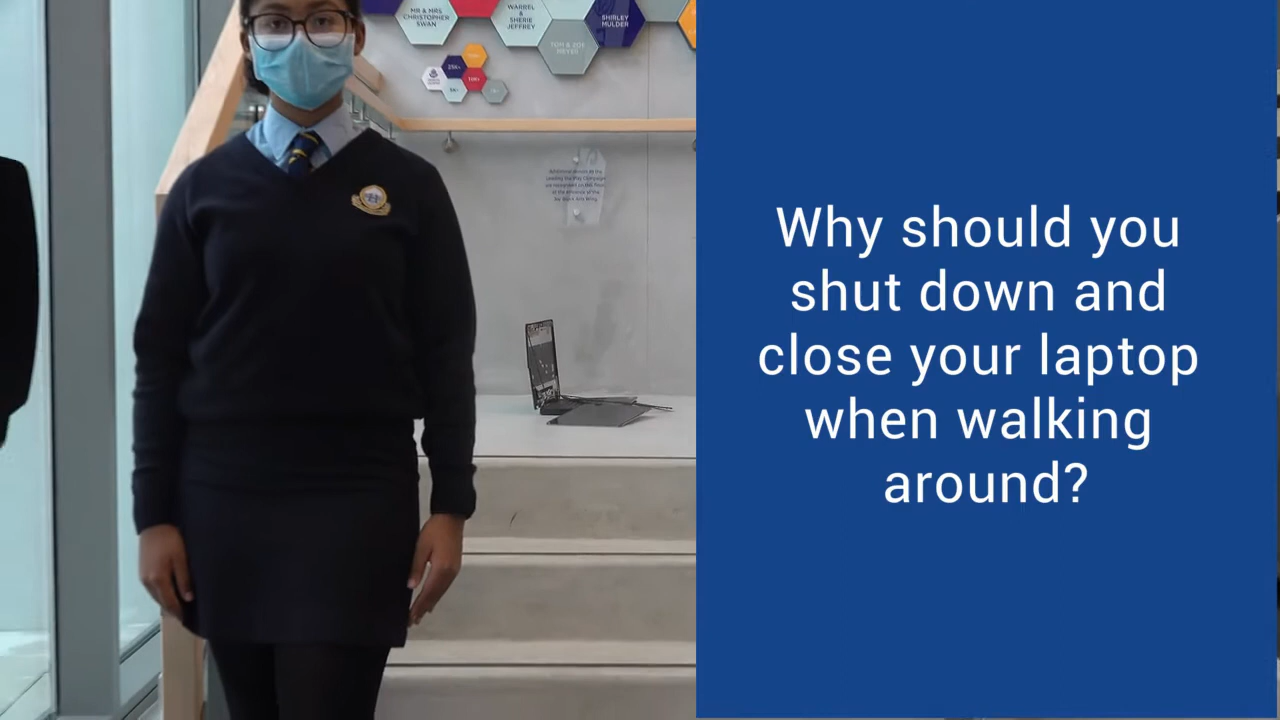 MR & MRS
CHRISTOPHER
SWAN
WARREL
&
SHERIE
JEFFREY
SHIRLEY
MULDER
TOM & ZOE
MEYER
25K+
10K+
5K+
Why should you
shut down and
close your laptop
when walking
around?